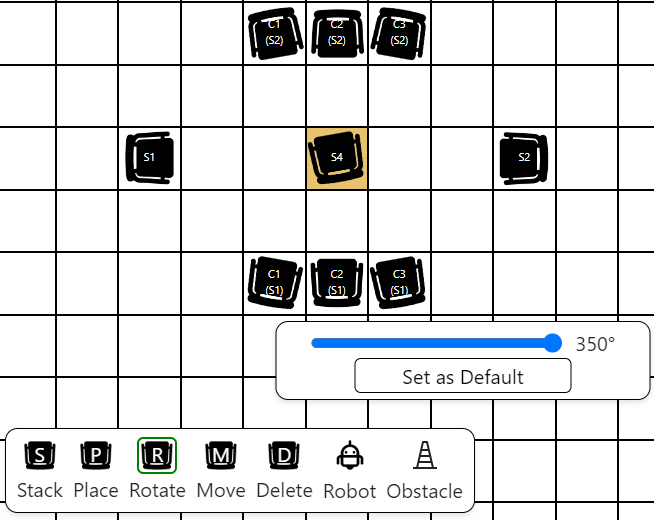 C1 C2 C3
(S2) (S2) (S2)
S1 S4 S2
C1 C2 C3
(S1) (S1) (S1)
350°
Set as Default
S P R M D
Stack Place Rotate Move Delete Robot Obstacle